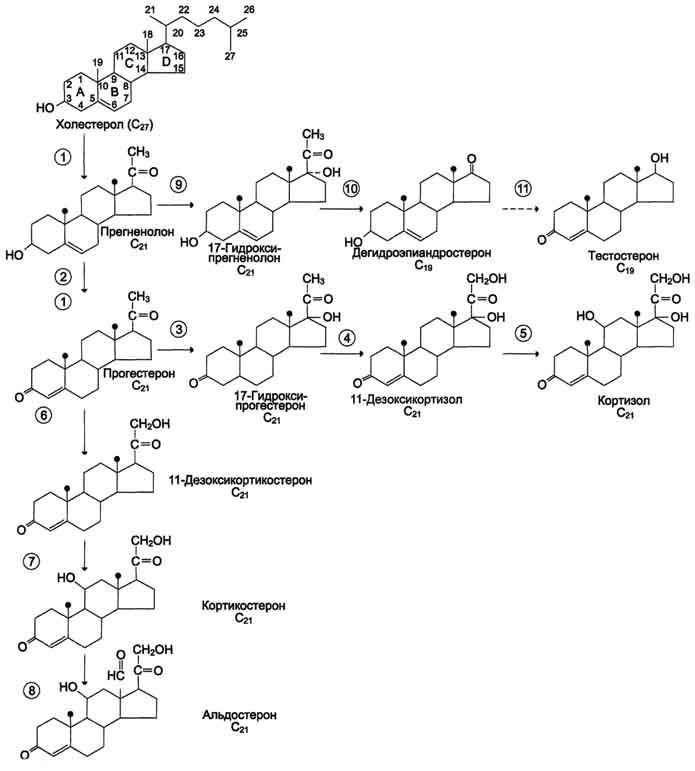 21 22 24 26
18 20 23 25
12 17 27
11 13 16
19 C D
1 9 14 15
2 10 8
A B
3 5 7
HO 4 6
Холестерол (C27)
1
CH3
C=O
HO
Прегненолон
C21
9
CH3
C=O
OH
HO
17-Гидрокси-
прегненолон
C21
10
O
HO
Дегидроэпиандростерон
C19
11
OH
O
Тестостерон
C19
2
1
CH3
C=O
O
Прогестерон
C21
3
CH3
C=O
OH
O
17-Гидрокси-
прогестерон
C21
4
CH2OH
C=O
OH
O
11-Дезоксикортизол
C21
5
CH2OH
C=O
HO
OH
O
Кортизол
C21
6
CH2OH
C=O
O
11-Дезоксикортикостерон
C21
7
CH2OH
C=O
HO
O
Кортикостерон
C21
8
CH2OH
O
HC C=O
HO
O
Альдостерон
C21